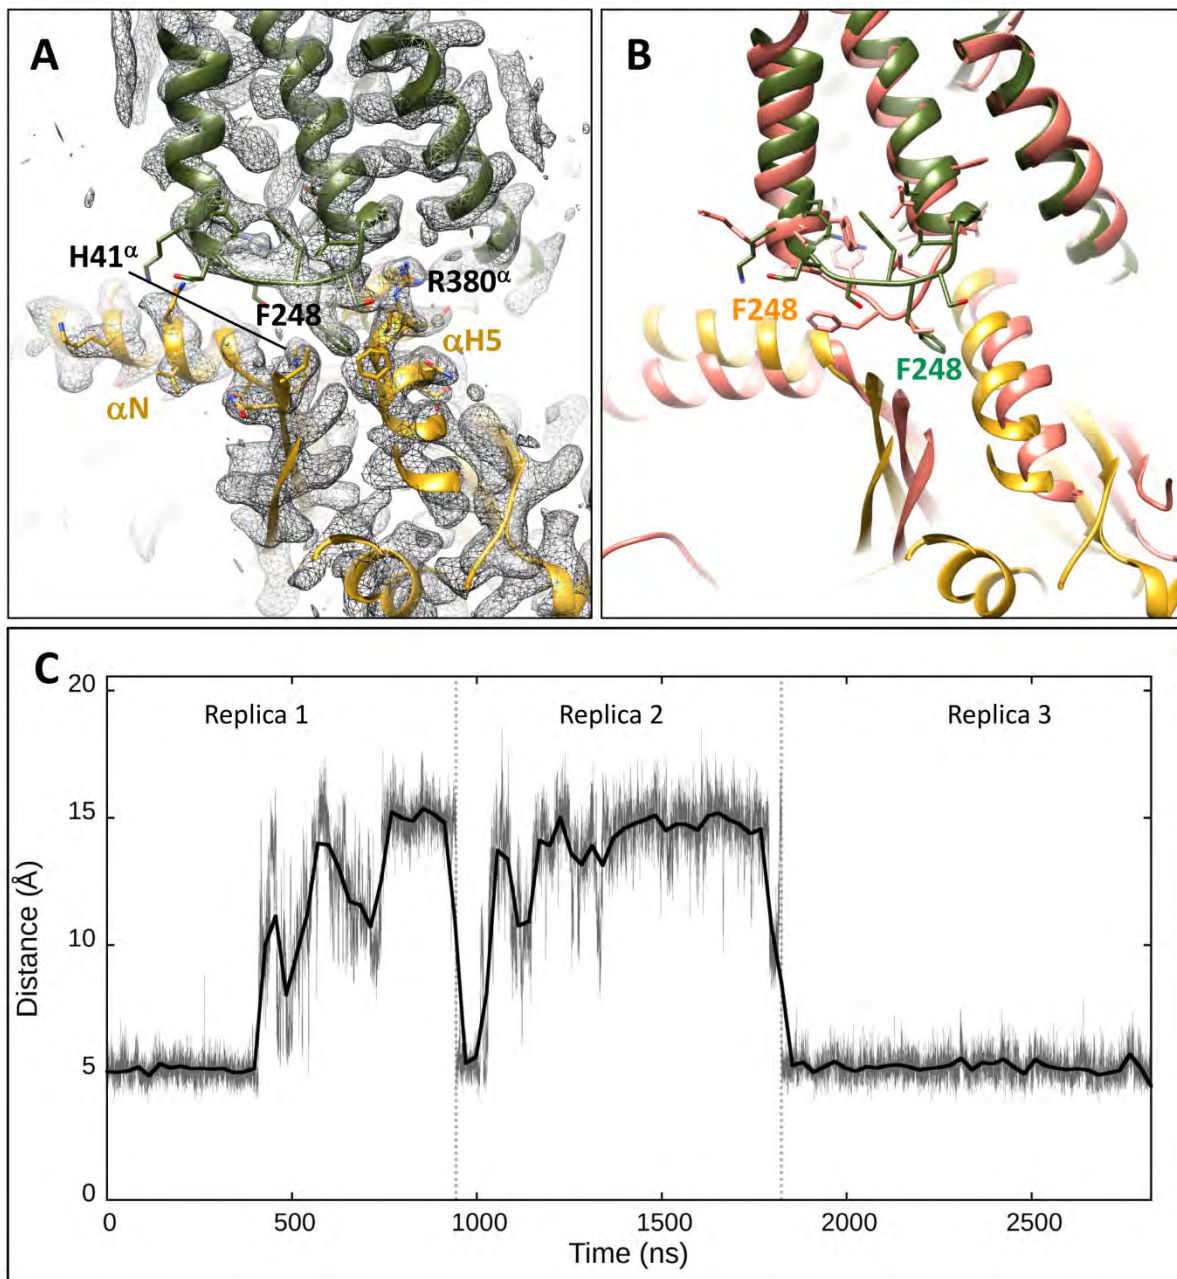 A
H41α
F248
R380α
αH5
αN
B
F248
F248
C
Replica 1
Replica 2
Replica 3
20
15
10
5
0
Distance (Å)
0
500
1000
1500
2000
2500
Time (ns)